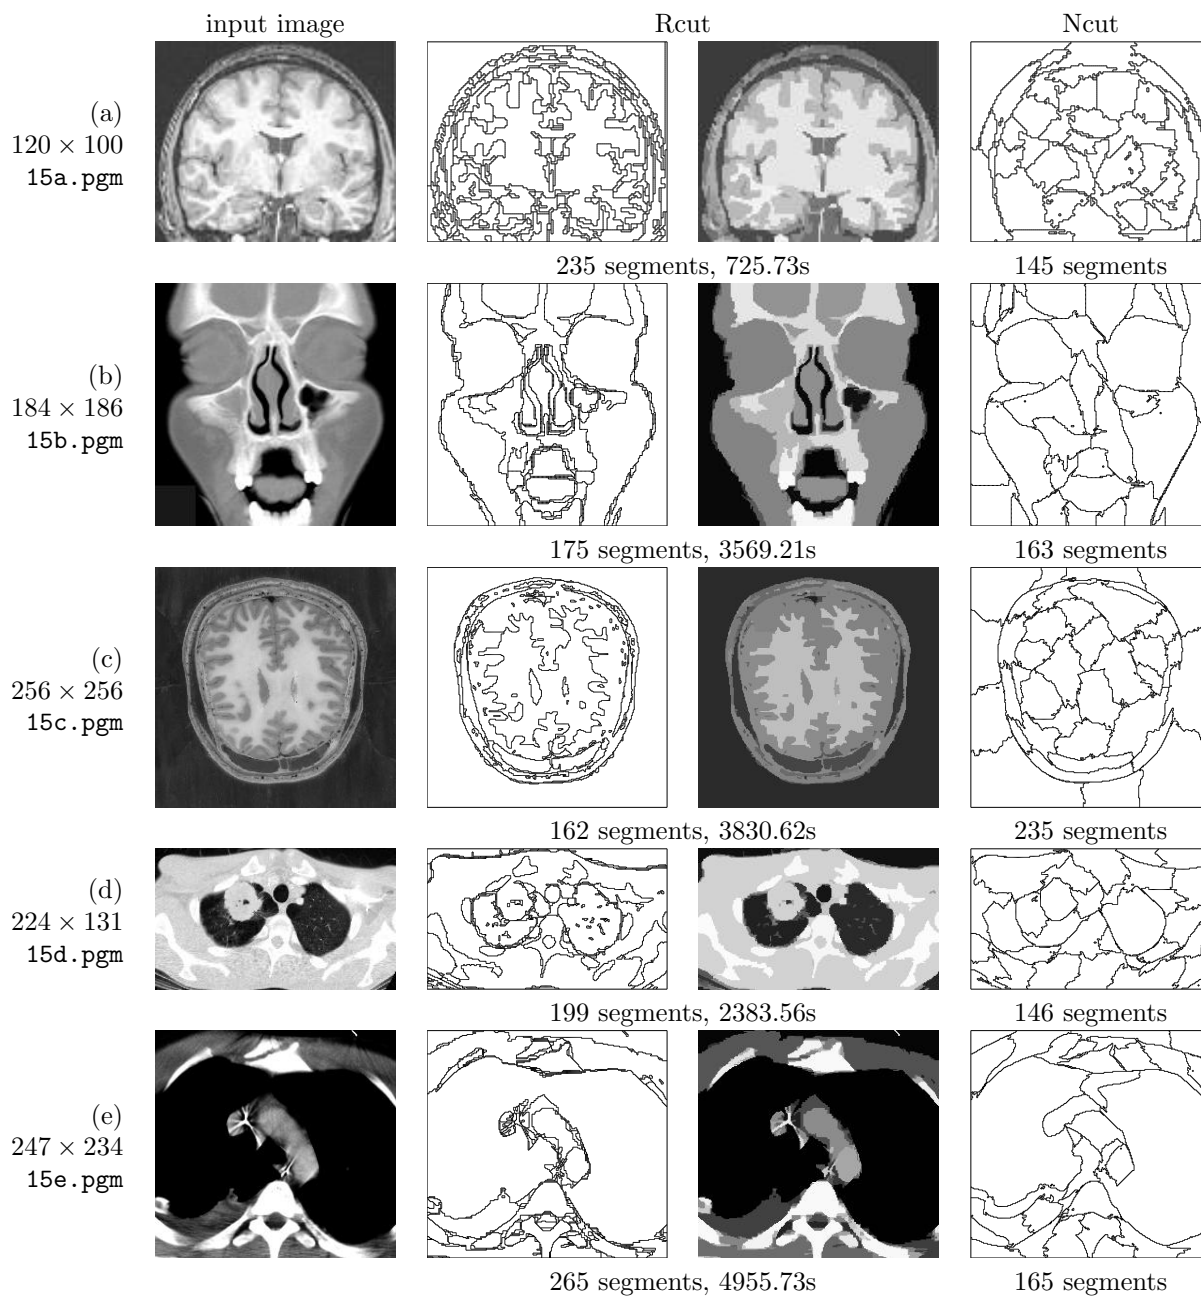 input image Rcut Ncut
(a)
120 × 100
15a.pgm
235 segments, 725.73s 145 segments
(b)
184 × 186
15b.pgm
175 segments, 3569.21s 163 segments
(c)
256 × 256
15c.pgm
162 segments, 3830.62s 235 segments
(d)
224 × 131
15d.pgm
199 segments, 2383.56s 146 segments
(e)
247 × 234
15e.pgm
265 segments, 4955.73s 165 segments